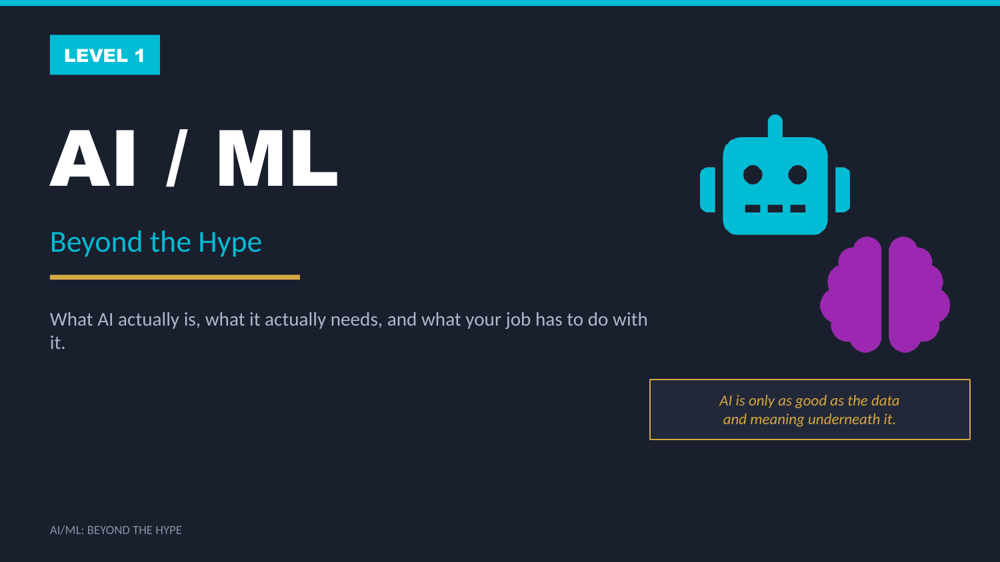 LEVEL 1
AI / ML
Beyond the Hype
What AI actually is, what it actually needs, and what your job has to do with
it.
AI is only as good as the data
and meaning underneath it.
AI/ML: BEYOND THE HYPE